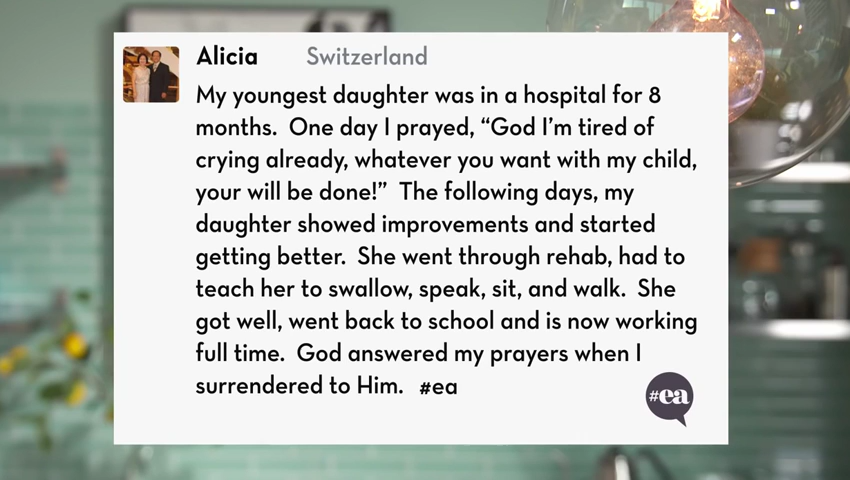 Alicia Switzerland
My youngest daughter was in a hospital for 8
months.  One day I prayed, “God I’m tired of
crying already, whatever you want with my child,
your will be done!”  The following days, my
daughter showed improvements and started
getting better.  She went through rehab, had to
teach her to swallow, speak, sit, and walk.  She
got well, went back to school and is now working
full time.  God answered my prayers when I
surrendered to Him.  #ea
#ea